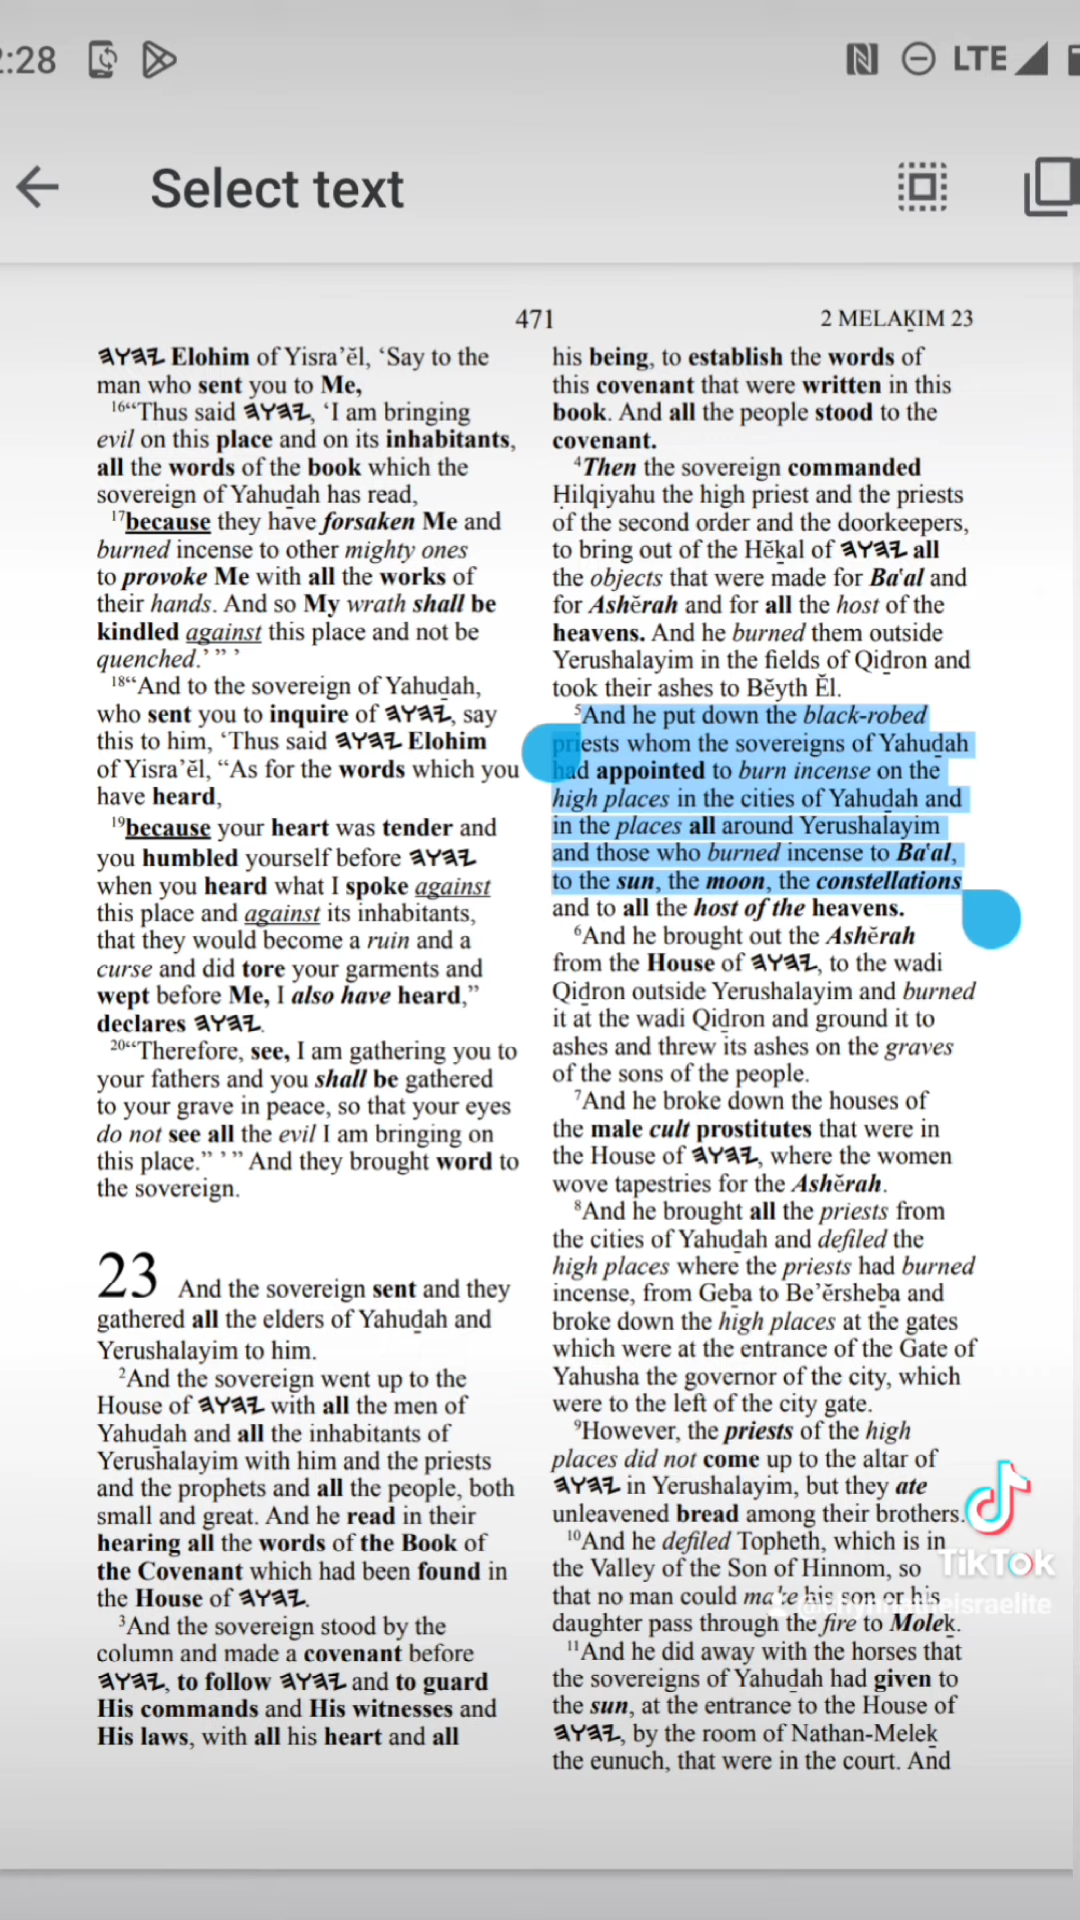 :28
LTE
Select text
471
2 MELAḴIM 23
𐤉𐤄𐤅𐤄 Elohim of Yisra’ĕl, ‘Say to the
man who sent you to Me,
16“‘Thus said 𐤉𐤄𐤅𐤄, ‘I am bringing
evil on this place and on its inhabitants,
all the words of the book which the
sovereign of Yahuḏah has read,
17because they have forsaken Me and
burned incense to other mighty ones
to provoke Me with all the works of
their hands. And so My wrath shall be
kindled against this place and not be
quenched.’ ” ’
18“‘And to the sovereign of Yahuḏah,
who sent you to inquire of 𐤉𐤄𐤅𐤄, say
this to him, ‘Thus said 𐤉𐤄𐤅𐤄 Elohim
of Yisra’ĕl, “As for the words which you
have heard,
19because your heart was tender and
you humbled yourself before 𐤉𐤄𐤅𐤄
when you heard what I spoke against
this place and against its inhabitants,
that they would become a ruin and a
curse and did tore your garments and
wept before Me, I also have heard,”
declares 𐤉𐤄𐤅𐤄.
20“‘Therefore, see, I am gathering you to
your fathers and you shall be gathered
to your grave in peace, so that your eyes
do not see all the evil I am bringing on
this place.” ’ ” And they brought word to
the sovereign.
23 And the sovereign sent and they
gathered all the elders of Yahuḏah and
Yerushalayim to him.
2And the sovereign went up to the
House of 𐤉𐤄𐤅𐤄 with all the men of
Yahuḏah and all the inhabitants of
Yerushalayim with him and the priests
and the prophets and all the people, both
small and great. And he read in their
hearing all the words of the Book of
the Covenant which had been found in
the House of 𐤉𐤄𐤅𐤄.
3And the sovereign stood by the
column and made a covenant before
𐤉𐤄𐤅𐤄, to follow 𐤉𐤄𐤅𐤄 and to guard
His commands and His witnesses and
His laws, with all his heart and all
his being, to establish the words of
this covenant that were written in this
book. And all the people stood to the
covenant.
4Then the sovereign commanded
Ḥilqiyahu the high priest and the priests
of the second order and the doorkeepers,
to bring out of the Hĕḵal of 𐤉𐤄𐤅𐤄 all
the objects that were made for Ba‛al and
for Ashĕrah and for all the host of the
heavens. And he burned them outside
Yerushalayim in the fields of Qiḏron and
took their ashes to Bĕyth Ĕl.
5And he put down the black-robed
priests whom the sovereigns of Yahuḏah
had appointed to burn incense on the
high places in the cities of Yahuḏah and
in the places all around Yerushalayim
and those who burned incense to Ba‛al,
to the sun, the moon, the constellations
and to all the host of the heavens.
6And he brought out the Ashĕrah
from the House of 𐤉𐤄𐤅𐤄, to the wadi
Qiḏron outside Yerushalayim and burned
it at the wadi Qiḏron and ground it to
ashes and threw its ashes on the graves
of the sons of the people.
7And he broke down the houses of
the male cult prostitutes that were in
the House of 𐤉𐤄𐤅𐤄, where the women
wove tapestries for the Ashĕrah.
8And he brought all the priests from
the cities of Yahuḏah and defiled the
high places where the priests had burned
incense, from Geḇa to Be’ĕrsheḇa and
broke down the high places at the gates
which were at the entrance of the Gate of
Yahusha the governor of the city, which
were to the left of the city gate.
9However, the priests of the high
places did not come up to the altar of
𐤉𐤄𐤅𐤄 in Yerushalayim, but they ate
unleavened bread among their brothers.
10And he defiled Topheth, which is in
the Valley of the Son of Hinnom, so
that no man could make his son or his
daughter pass through the fire to Moleḵ.
11And he did away with the horses that
the sovereigns of Yahuḏah had given to
the sun, at the entrance to the House of
𐤉𐤄𐤅𐤄, by the room of Nathan-Meleḵ
the eunuch, that were in the court. And
TikTok